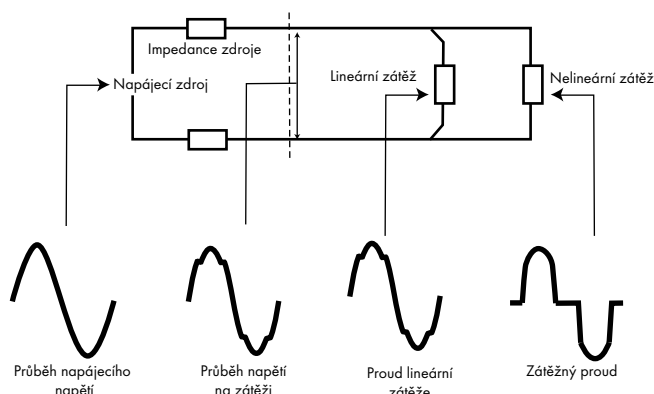 Impedance zdroje
Napájecí zdroj
Lineární zátěž
Nelineární zátěž
Průběh napájecího
napětí
Průběh napětí
na zátěži
Proud lineární
zátěže
Zátěžný proud